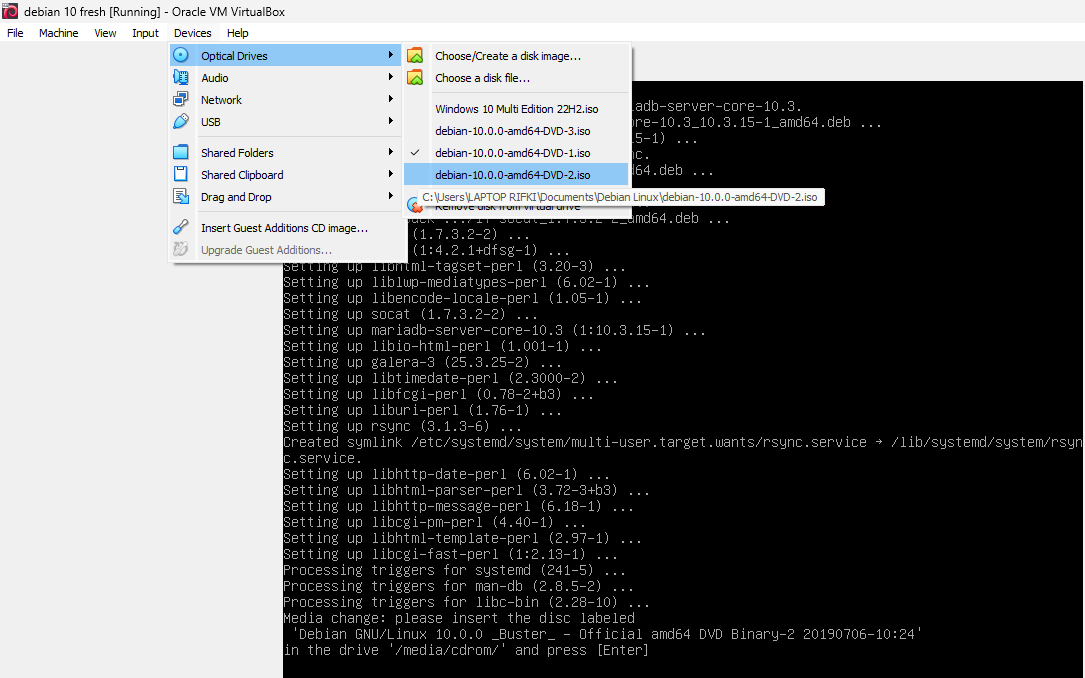 debian 10 fresh [Running] - Oracle VM VirtualBox
File Machine View Input Devices Help
Optical Drives
Audio
Network
USB
Shared Folders
Shared Clipboard
Drag and Drop
Insert Guest Additions CD image...
Upgrade Guest Additions...
Choose/Create a disk image...
Choose a disk file...
Windows 10 Multi Edition 22H2.iso
debian-10.0.0-amd64-DVD-3.iso
debian-10.0.0-amd64-DVD-1.iso
debian-10.0.0-amd64-DVD-2.iso
C:\Users\LAPTOP RIFKI\Documents\Debian Linux\debian-10.0.0-amd64-DVD-2.iso
Remove disk from virtual drive
iadb-server-core-10.3.
re-10.3_10.3.15-1_amd64.deb ...
15-1) ...
c.
64.deb ...
_amd64.deb ...
(1.7.3.2-2) ...
(1:4.2.1+dfsg-1) ...
Setting up libhtml-tagset-perl (3.20-3) ...
Setting up liblwp-mediatypes-perl (6.02-1) ...
Setting up libencode-locale-perl (1.05-1) ...
Setting up socat (1.7.3.2-2) ...
Setting up mariadb-server-core-10.3 (1:10.3.15-1) ...
Setting up libio-html-perl (1.001-1) ...
Setting up galera-3 (25.3.25-2) ...
Setting up libtimedate-perl (2.3000-2) ...
Setting up libfcgi-perl (0.78-2+b3) ...
Setting up liburi-perl (1.76-1) ...
Setting up rsync (3.1.3-6) ...
Created symlink /etc/systemd/system/multi-user.target.wants/rsync.service → /lib/systemd/system/rsyn
c.service.
Setting up libhttp-date-perl (6.02-1) ...
Setting up libhtml-parser-perl (3.72-3+b3) ...
Setting up libhttp-message-perl (6.18-1) ...
Setting up libcgi-pm-perl (4.40-1) ...
Setting up libhtml-template-perl (2.97-1) ...
Setting up libcgi-fast-perl (1:2.13-1) ...
Processing triggers for systemd (241-5) ...
Processing triggers for man-db (2.8.5-2) ...
Processing triggers for libc-bin (2.28-10) ...
Media change: please insert the disc labeled
'Debian GNU/Linux 10.0.0 _Buster_ - Official amd64 DVD Binary-2 20190706-10:24'
in the drive '/media/cdrom/' and press [Enter]